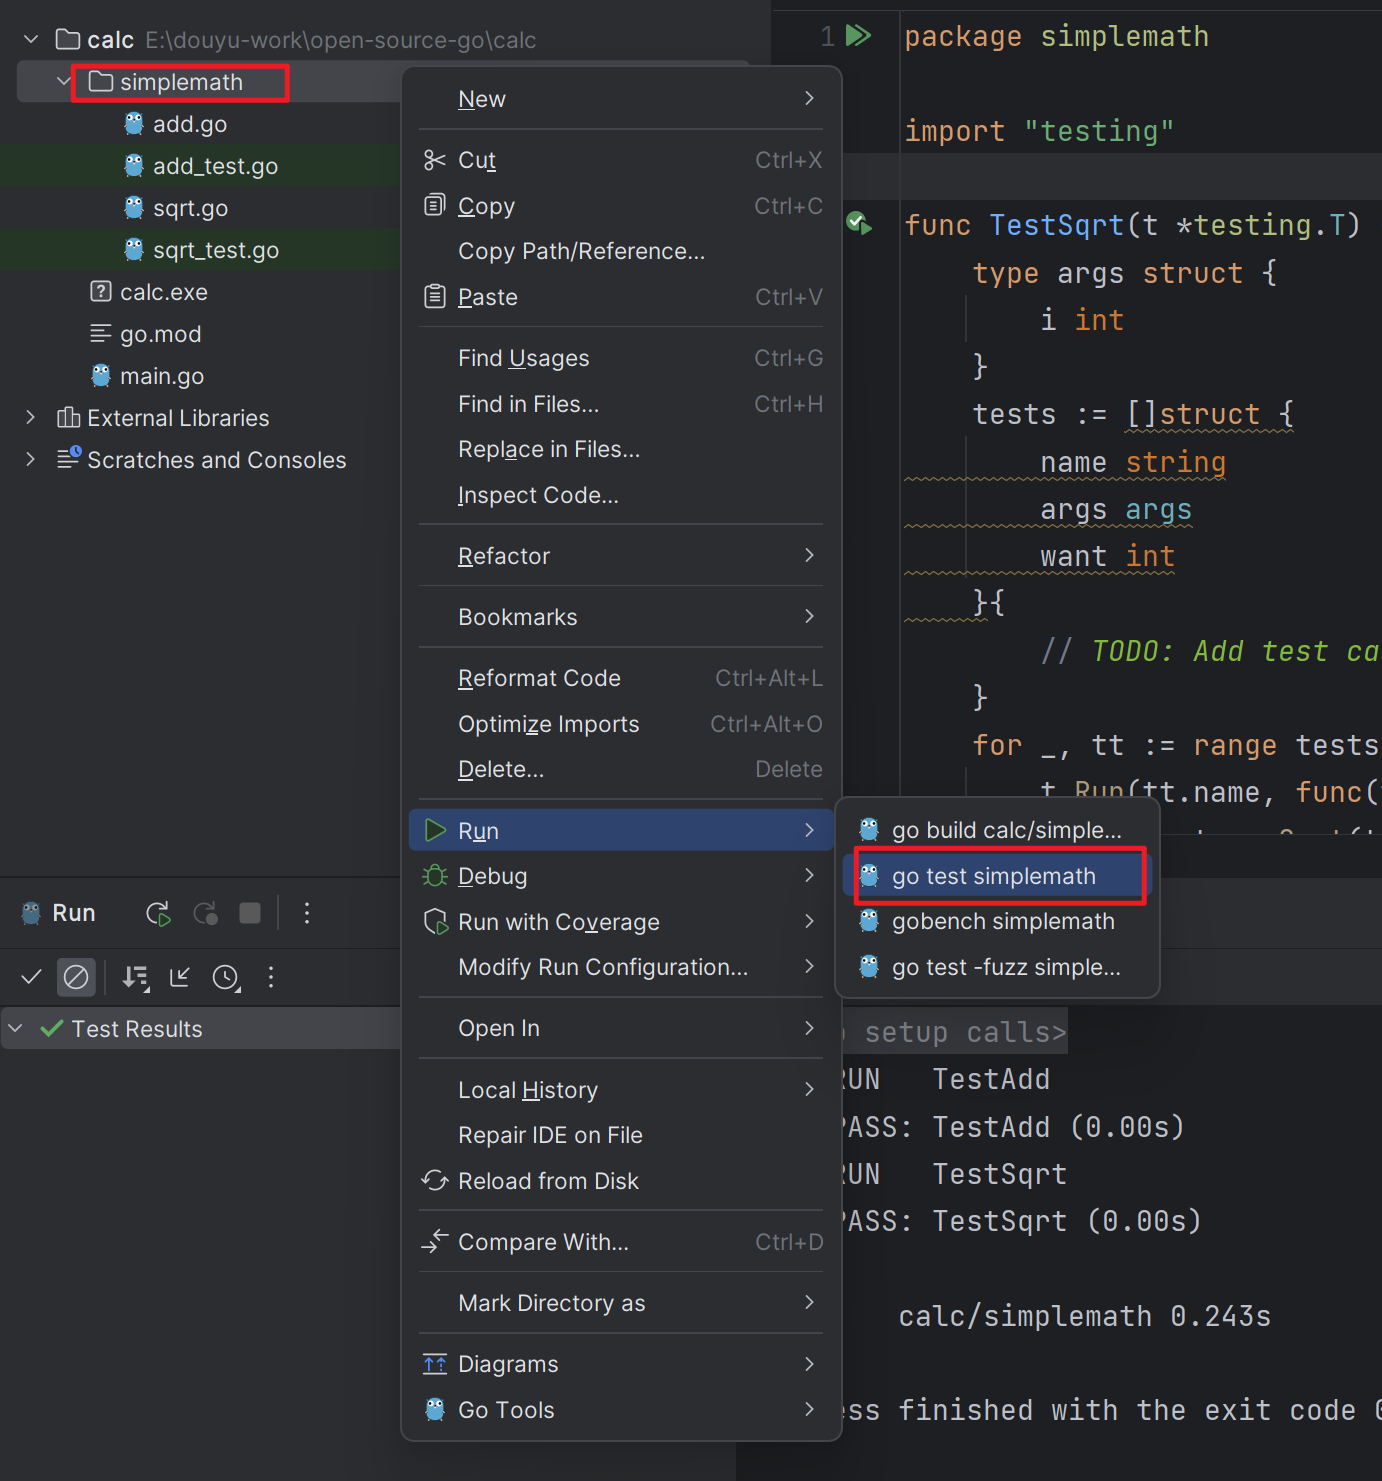 calc E:\douyu-work\open-source-go\calc
simplemath
add.go
add_test.go
sqrt.go
sqrt_test.go
calc.exe
go.mod
main.go
External Libraries
Scratches and Consoles
New
Cut Ctrl+X
Copy Ctrl+C
Copy Path/Reference...
Paste Ctrl+V
Find Usages Ctrl+G
Find in Files... Ctrl+H
Replace in Files...
Inspect Code...
Refactor
Bookmarks
Reformat Code Ctrl+Alt+L
Optimize Imports Ctrl+Alt+O
Delete... Delete
Run
Debug
Run with Coverage
Modify Run Configuration...
Open In
Local History
Repair IDE on File
Reload from Disk
Compare With... Ctrl+D
Mark Directory as
Diagrams
Go Tools
go build calc/simple...
go test simplemath
gobench simplemath
go test -fuzz simple...
1 package simplemath
import "testing"
func TestSqrt(t *testing.T)
type args struct {
i int
}
tests := []struct {
name string
args args
want int
}{
// TODO: Add test ca
}
for _, tt := range tests
t.Run(tt.name, func(
Run
Test Results
setup calls>
RUN TestAdd
PASS: TestAdd (0.00s)
RUN TestSqrt
PASS: TestSqrt (0.00s)
calc/simplemath 0.243s
ess finished with the exit code 0